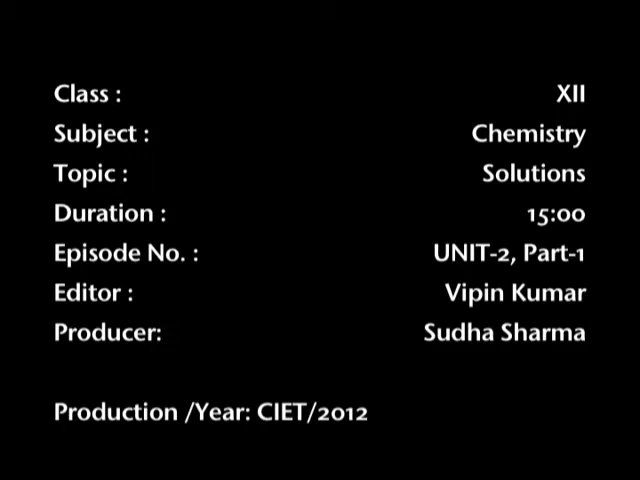 Class : XII
Subject : Chemistry
Topic : Solutions
Duration : 15:00
Episode No. : UNIT-2, Part-1
Editor : Vipin Kumar
Producer: Sudha Sharma
Production /Year: CIET/2012